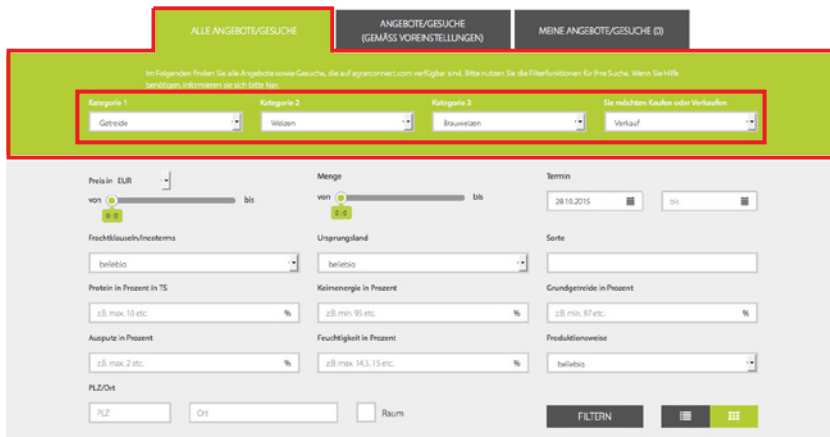 ALLE ANGEBOTE/GESUCHE
ANGEBOTE/GESUCHE
(GEMÄSS VOREINSTELLUNGEN)
MEINE ANGEBOTE/GESUCHE (0)
Im Folgenden finden Sie alle Angebote sowie Gesuche, die auf agrarconnect.com verfügbar sind. Bitte nutzen Sie die Filterfunktionen für Ihre Suche. Wenn Sie Hilfe
benötigen, informieren sie sich bitte hier.
Kategorie 1 Kategorie 2 Kategorie 3 Sie möchten Kaufen oder Verkaufen
Getreide Weizen Brauweizen Verkauf
Preis in EUR Menge Termin
von bis von bis 28.10.2015 bis
0:0 0:0
Frachtklauseln/Incoterms Ursprungsland Sorte
beliebig beliebig
Protein in Prozent in TS Keimenergie in Prozent Grundgetreide in Prozent
z.B. max. 10 etc. % z.B. min. 95 etc. % z.B. min. 97 etc. %
Ausputz in Prozent Feuchtigkeit in Prozent Produktionsweise
z.B. max. 2 etc. % z.B. max. 14,5, 15 etc. % beliebig
PLZ/Ort
PLZ Ort Raum FILTERN